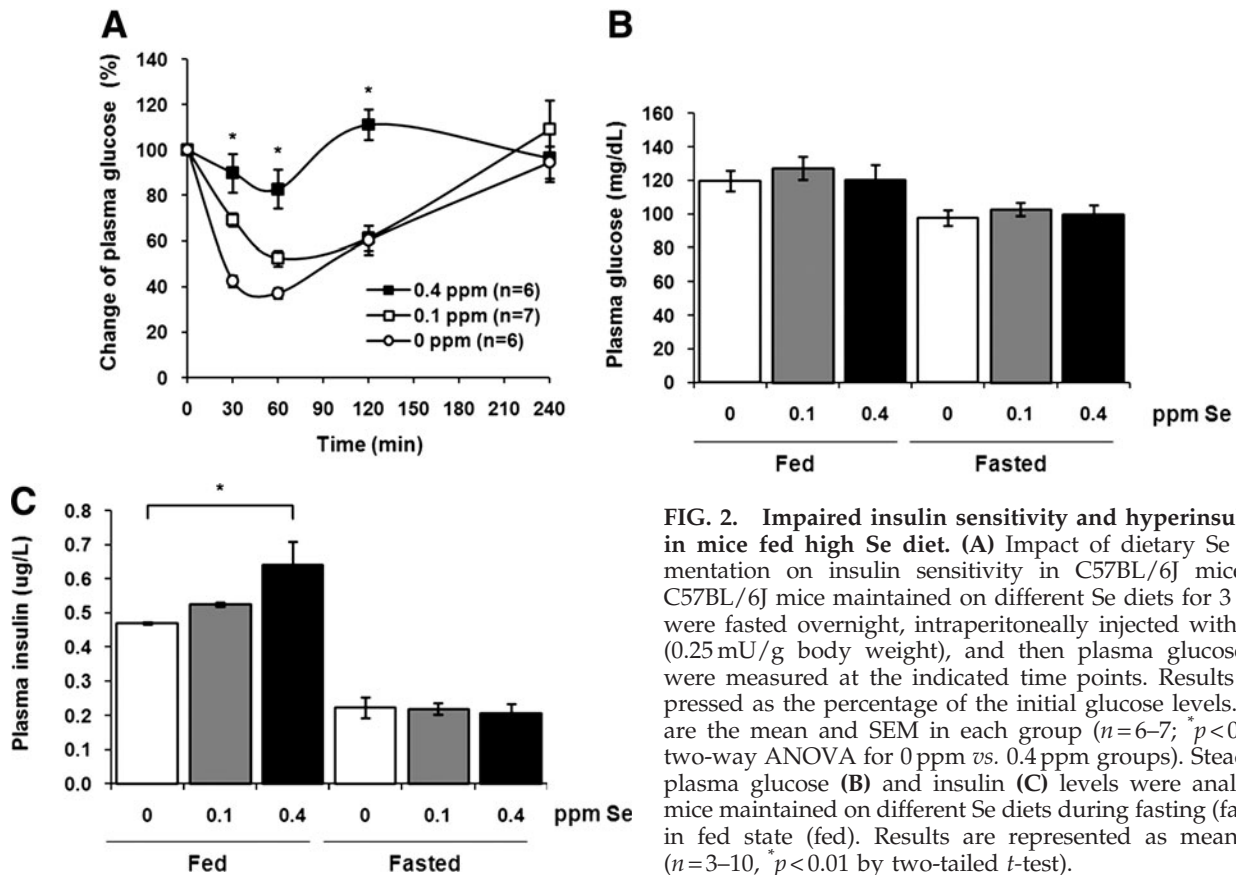 A
Change of plasma glucose (%)
140
120
100
80
60
40
20
0
*
*
*
0.4 ppm (n=6)
0.1 ppm (n=7)
0 ppm (n=6)
0 30 60 90 120 150 180 210 240
Time (min)
B
Plasma glucose (mg/dL)
160
140
120
100
80
60
40
20
0
0 0.1 0.4 0 0.1 0.4 ppm Se
Fed Fasted
C
Plasma insulin (ug/L)
0.8
0.7
0.6
0.5
0.4
0.3
0.2
0.1
0.0
*
0 0.1 0.4 0 0.1 0.4 ppm Se
Fed Fasted
FIG. 2. Impaired insulin sensitivity and hyperinsu
in mice fed high Se diet. (A) Impact of dietary Se
mentation on insulin sensitivity in C57BL/6J mice
C57BL/6J mice maintained on different Se diets for 3
were fasted overnight, intraperitoneally injected with
(0.25 mU/g body weight), and then plasma glucose
were measured at the indicated time points. Results
pressed as the percentage of the initial glucose levels.
are the mean and SEM in each group (n=6–7; *p<0
two-way ANOVA for 0 ppm vs. 0.4 ppm groups). Stead
plasma glucose (B) and insulin (C) levels were anal
mice maintained on different Se diets during fasting (fa
in fed state (fed). Results are represented as mean
(n=3–10, *p<0.01 by two-tailed t-test).